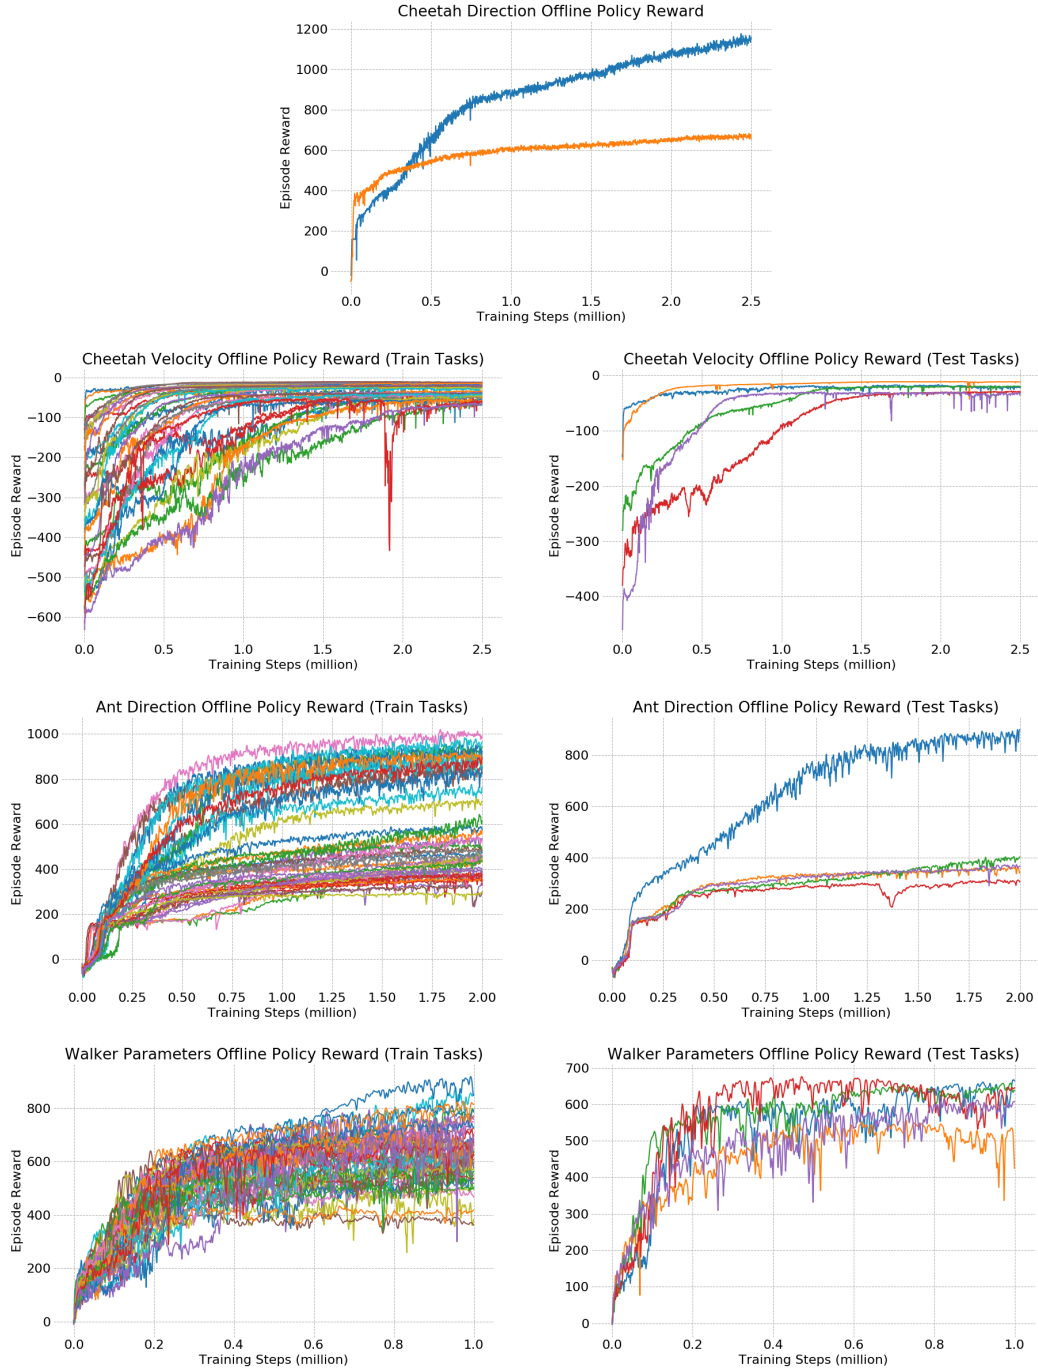 Cheetah Direction Offline Policy Reward
1200
1000
800
600
400
200
0
Episode Reward
0.0 0.5 1.0 1.5 2.0 2.5
Training Steps (million)
Cheetah Velocity Offline Policy Reward (Train Tasks)
0
−100
−200
−300
−400
−500
−600
Episode Reward
0.0 0.5 1.0 1.5 2.0 2.5
Training Steps (million)
Cheetah Velocity Offline Policy Reward (Test Tasks)
0
−100
−200
−300
−400
Episode Reward
0.0 0.5 1.0 1.5 2.0 2.5
Training Steps (million)
Ant Direction Offline Policy Reward (Train Tasks)
1000
800
600
400
200
0
Episode Reward
0.00 0.25 0.50 0.75 1.00 1.25 1.50 1.75 2.00
Training Steps (million)
Ant Direction Offline Policy Reward (Test Tasks)
800
600
400
200
0
Episode Reward
0.00 0.25 0.50 0.75 1.00 1.25 1.50 1.75 2.00
Training Steps (million)
Walker Parameters Offline Policy Reward (Train Tasks)
800
600
400
200
0
Episode Reward
0.0 0.2 0.4 0.6 0.8 1.0
Training Steps (million)
Walker Parameters Offline Policy Reward (Test Tasks)
700
600
500
400
300
200
100
0
Episode Reward
0.0 0.2 0.4 0.6 0.8 1.0
Training Steps (million)